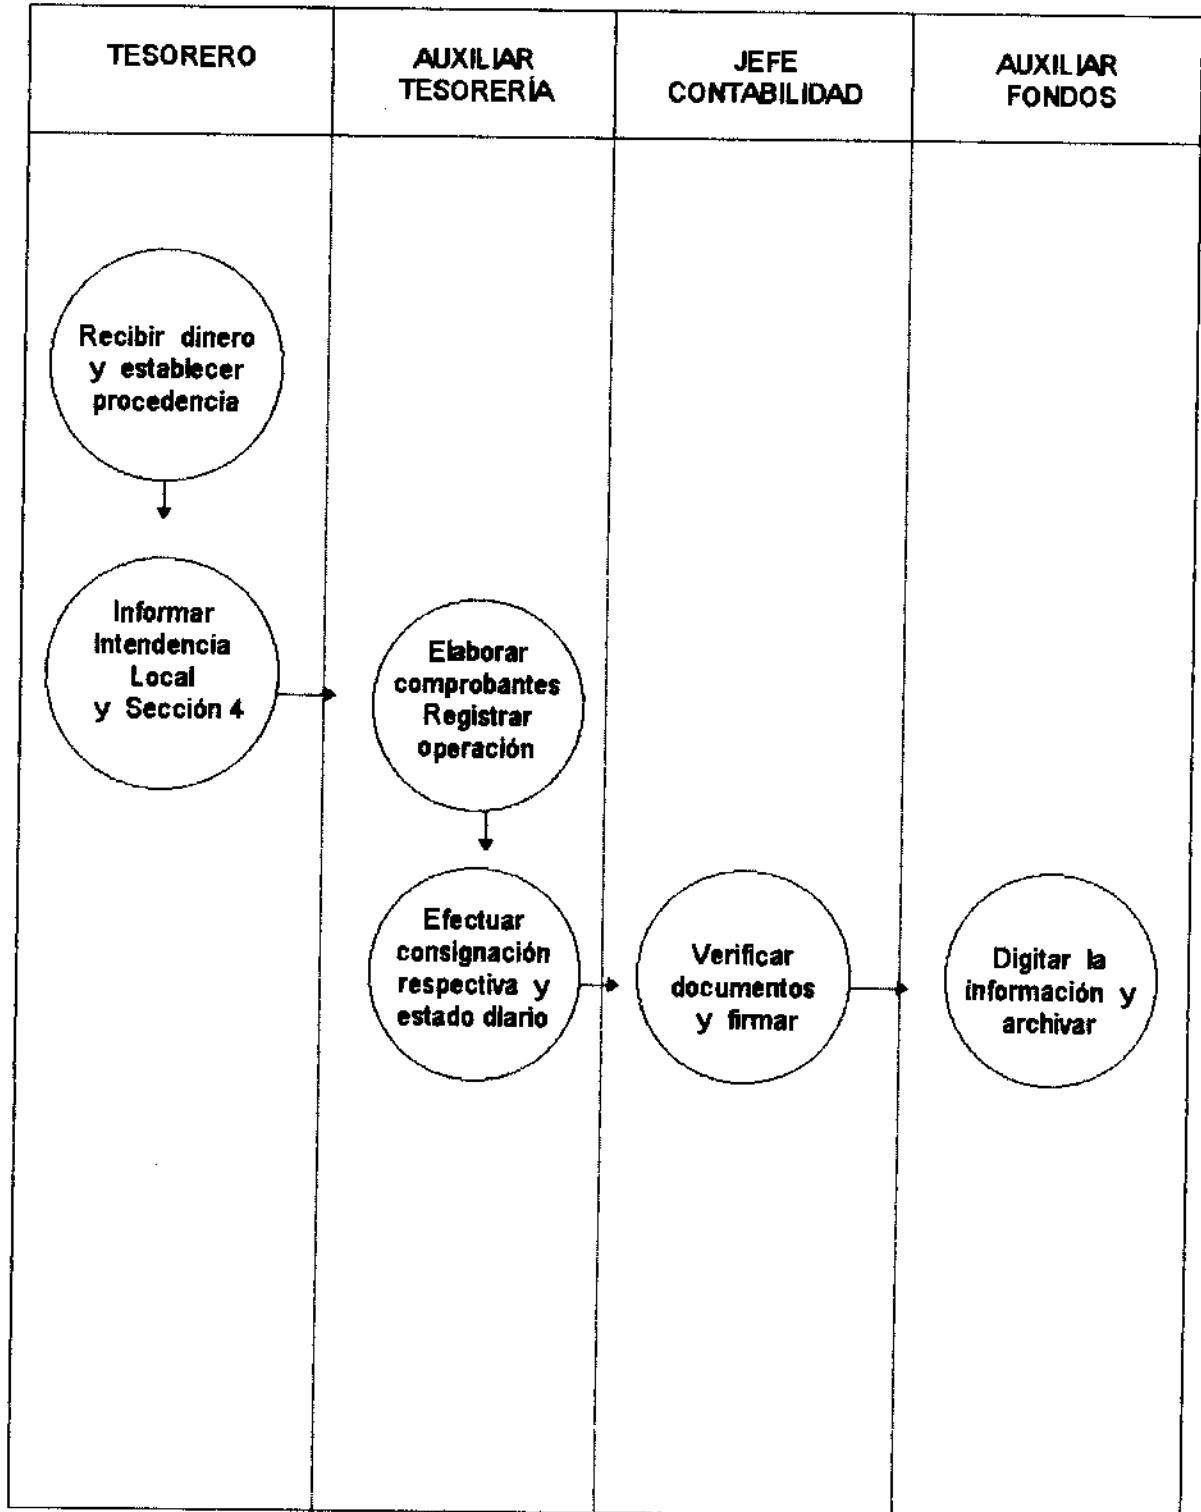 TESORERO
AUXILIAR
TESORERÍA
JEFE
CONTABILIDAD
AUXILIAR
FONDOS
Recibir dinero
y establecer
procedencia
Informar
Intendencia
Local
y Sección 4
Elaborar
comprobantes
Registrar
operación
Efectuar
consignación
respectiva y
estado diario
Verificar
documentos
y firmar
Digitar la
información y
archivar